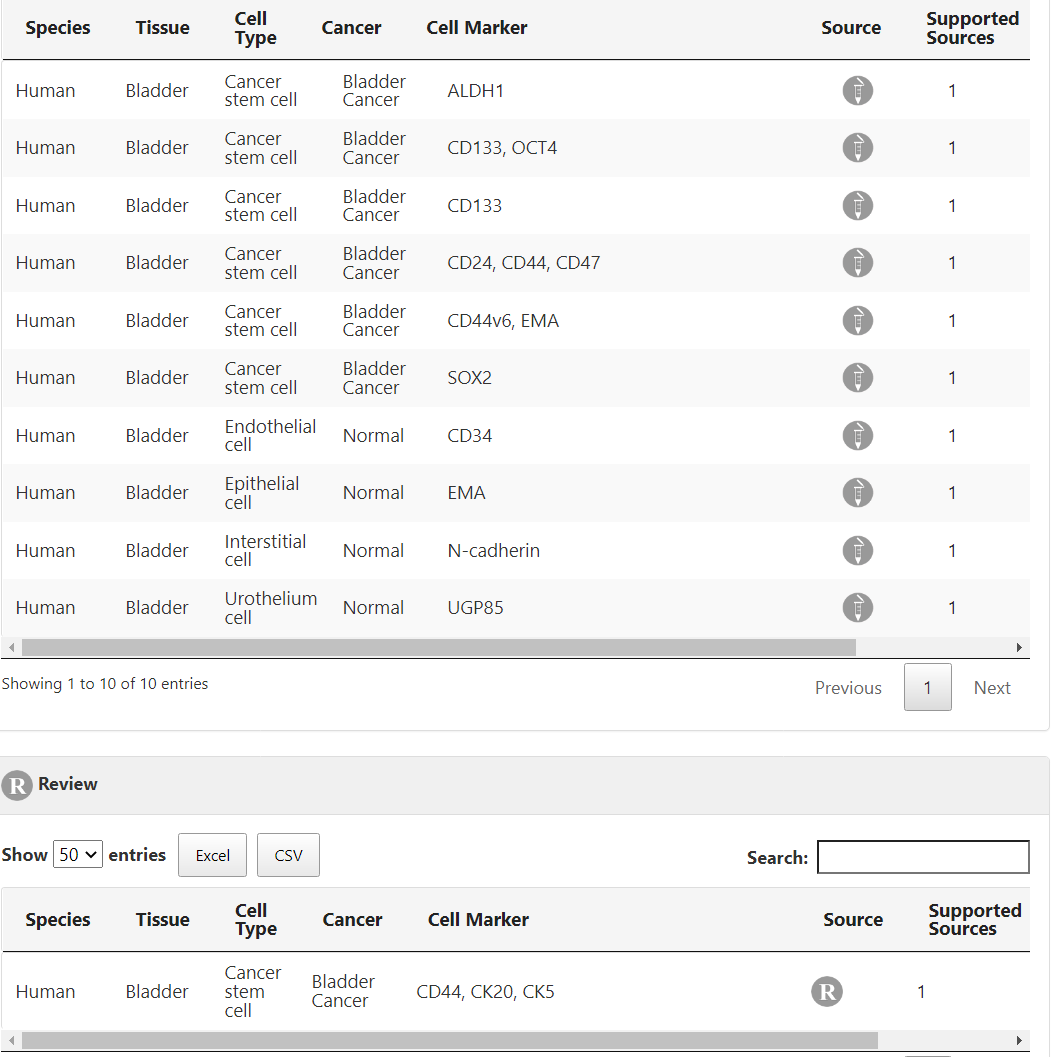 Species Tissue Cell Type Cancer Cell Marker Source Supported Sources
Human Bladder Cancer stem cell Bladder Cancer ALDH1 1
Human Bladder Cancer stem cell Bladder Cancer CD133, OCT4 1
Human Bladder Cancer stem cell Bladder Cancer CD133 1
Human Bladder Cancer stem cell Bladder Cancer CD24, CD44, CD47 1
Human Bladder Cancer stem cell Bladder Cancer CD44v6, EMA 1
Human Bladder Cancer stem cell Bladder Cancer SOX2 1
Human Bladder Endothelial cell Normal CD34 1
Human Bladder Epithelial cell Normal EMA 1
Human Bladder Interstitial cell Normal N-cadherin 1
Human Bladder Urothelium cell Normal UGP85 1
Showing 1 to 10 of 10 entries Previous 1 Next
R Review
Show 50 entries Excel CSV Search:
Species Tissue Cell Type Cancer Cell Marker Source Supported Sources
Human Bladder Cancer stem cell Bladder Cancer CD44, CK20, CK5 R 1